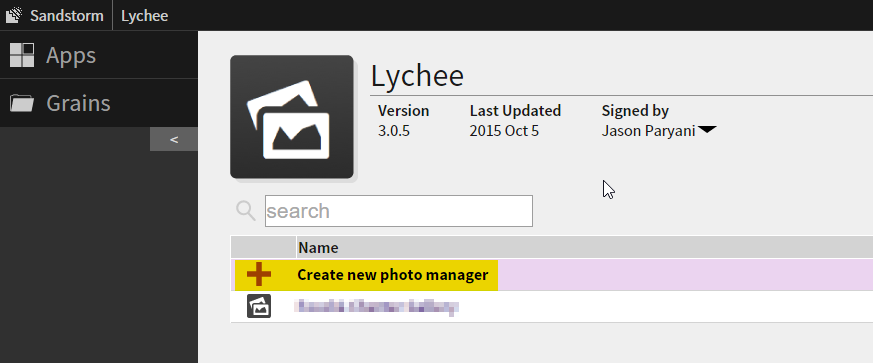 Sandstorm Lychee
Apps
Grains
<
Lychee
Version Last Updated Signed by
3.0.5 2015 Oct 5 Jason Paryani
search
Name
Create new photo manager